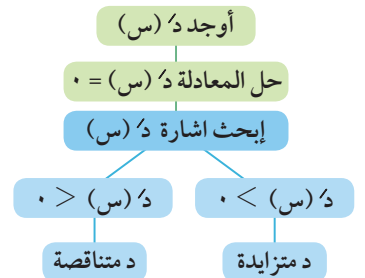 أوجد دَ (س)
حل المعادلة دَ (س) = ٠
إبحث اشارة دَ (س)
دَ (س) > ٠
دَ (س) < ٠
د متزايدة
د متناقصة